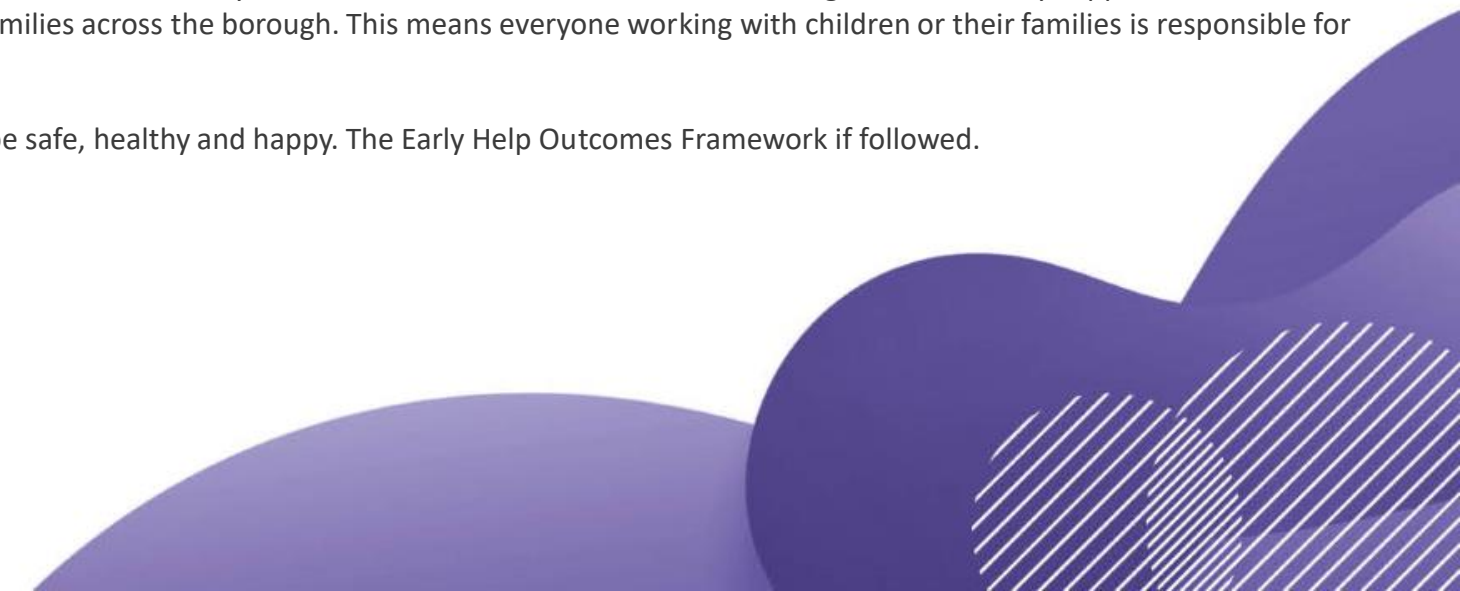 milies across the borough. This means everyone working with children or their families is responsible for
e safe, healthy and happy. The Early Help Outcomes Framework if followed.